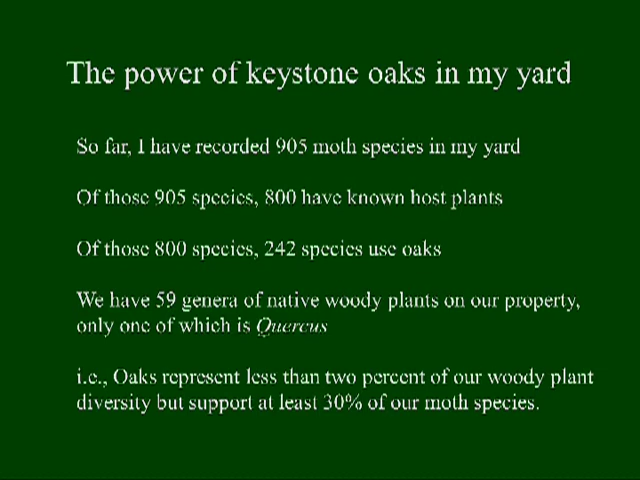 The power of keystone oaks in my yard
So far, I have recorded 905 moth species in my yard
Of those 905 species, 800 have known host plants
Of those 800 species, 242 species use oaks
We have 59 genera of native woody plants on our property,
only one of which is Quercus
i.e., Oaks represent less than two percent of our woody plant
diversity but support at least 30% of our moth species.